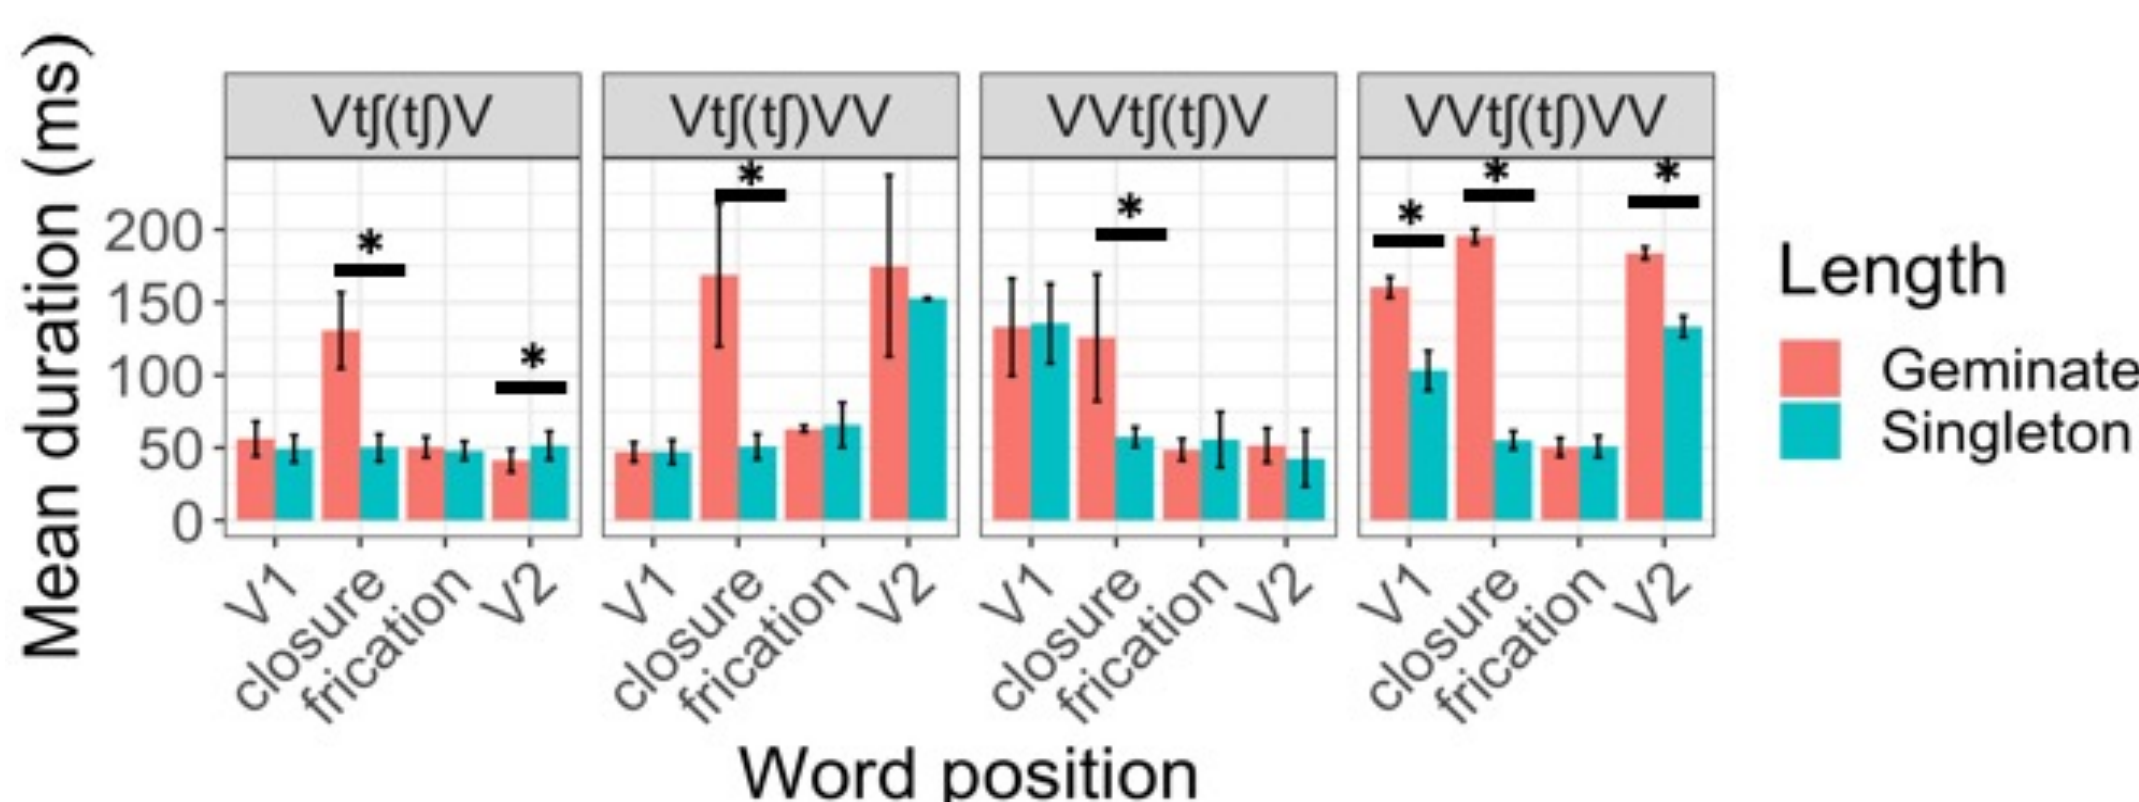 Mean duration (ms)
Vtʃ(tʃ)V
Vtʃ(tʃ)VV
VVtʃ(tʃ)V
VVtʃ(tʃ)VV
200
150
100
50
0
*
*
*
*
*
*
*
V1
closure
frication
V2
V1
closure
frication
V2
V1
closure
frication
V2
V1
closure
frication
V2
Word position
Length
Geminate
Singleton